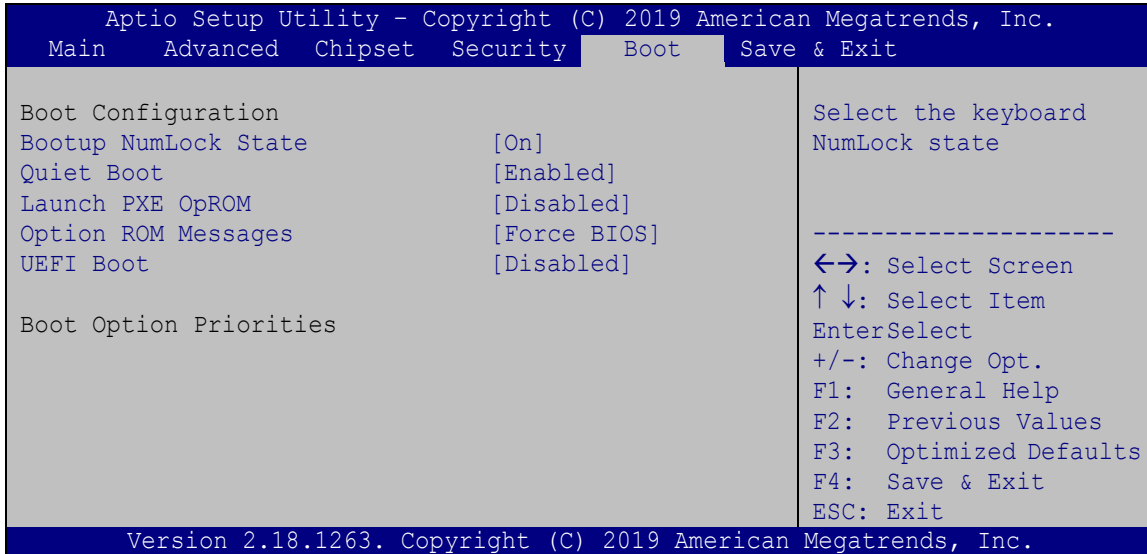 Aptio Setup Utility – Copyright (C) 2019 American Megatrends, Inc.
Main Advanced Chipset Security Boot Save & Exit
Boot Configuration
Bootup NumLock State [On]
Quiet Boot [Enabled]
Launch PXE OpROM [Disabled]
Option ROM Messages [Force BIOS]
UEFI Boot [Disabled]
Boot Option Priorities
Select the keyboard
NumLock state
---------------------
←→: Select Screen
↑ ↓: Select Item
EnterSelect
+/-: Change Opt.
F1: General Help
F2: Previous Values
F3: Optimized Defaults
F4: Save & Exit
ESC: Exit
Version 2.18.1263. Copyright (C) 2019 American Megatrends, Inc.